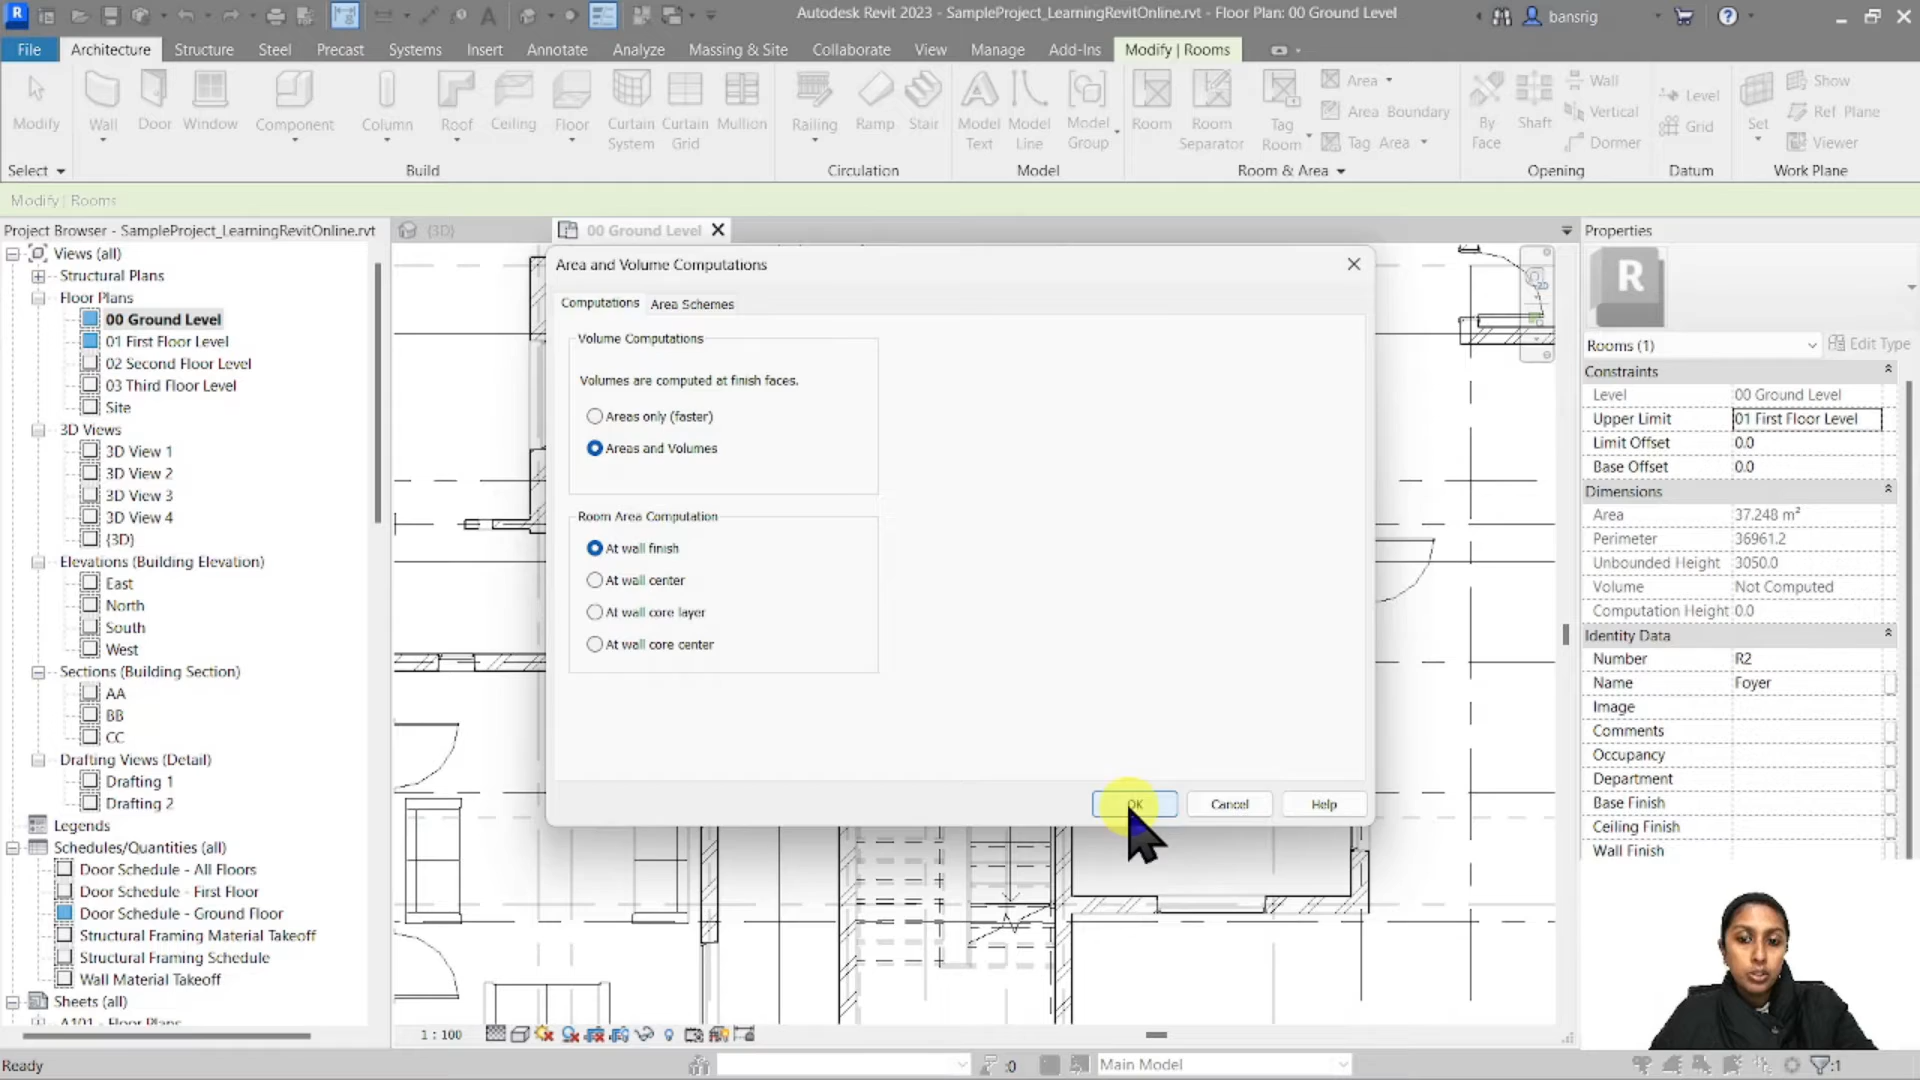 Autodesk Revit 2023 - SampleProject_LearningRevitOnline.rvt - Floor Plan: 00 Ground Level
bansrig
File Architecture Structure Steel Precast Systems Insert Annotate Analyze Massing & Site Collaborate View Manage Add-Ins Modify | Rooms
Modify Wall Door Window Component Column Roof Ceiling Floor Curtain System Curtain Grid Mullion Railing Ramp Stair Model Text Model Line Model Group Room Room Separator Tag Room Area Area Boundary Tag Area By Face Shaft Wall Vertical Dormer Level Grid Set Show Ref Plane Viewer
Select Build Circulation Model Room & Area Opening Datum Work Plane
Modify | Rooms
Project Browser - SampleProject_LearningRevitOnline.rvt
Views (all)
Structural Plans
Floor Plans
00 Ground Level
01 First Floor Level
02 Second Floor Level
03 Third Floor Level
Site
3D Views
3D View 1
3D View 2
3D View 3
3D View 4
{3D}
Elevations (Building Elevation)
East
North
South
West
Sections (Building Section)
AA
BB
CC
Drafting Views (Detail)
Drafting 1
Drafting 2
Legends
Schedules/Quantities (all)
Door Schedule - All Floors
Door Schedule - First Floor
Door Schedule - Ground Floor
Structural Framing Material Takeoff
Structural Framing Schedule
Wall Material Takeoff
Sheets (all)
A101 - Floor Plans
{3D}
00 Ground Level
Area and Volume Computations
Computations Area Schemes
Volume Computations
Volumes are computed at finish faces.
Areas only (faster)
Areas and Volumes
Room Area Computation
At wall finish
At wall center
At wall core layer
At wall core center
OK Cancel Help
1 : 100
Properties
R
Rooms (1) Edit Type
Constraints
Level 00 Ground Level
Upper Limit 01 First Floor Level
Limit Offset 0.0
Base Offset 0.0
Dimensions
Area 37.248 m²
Perimeter 36961.2
Unbounded Height 3050.0
Volume Not Computed
Computation Height 0.0
Identity Data
Number R2
Name Foyer
Image
Comments
Occupancy
Department
Base Finish
Ceiling Finish
Wall Finish
Ready
:0
Main Model
:1